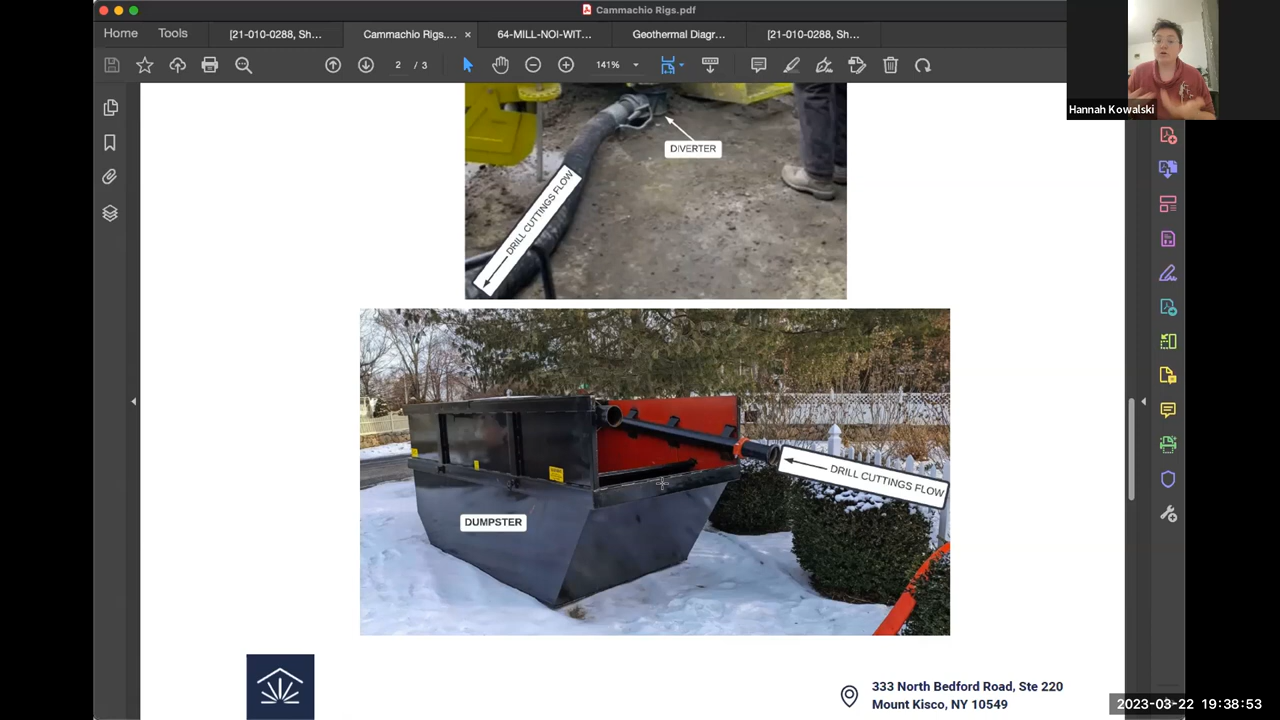 Cammachio Rigs.pdf
Home
Tools
[21-010-0288, Sh...
Cammachio Rigs....
64-MILL-NOI-WIT...
Geothermal Diagr...
[21-010-0288, Sh...
2 / 3
141%
Hannah Kowalski
DIVERTER
DRILL CUTTINGS FLOW
DRILL CUTTINGS FLOW
DUMPSTER
333 North Bedford Road, Ste 220
Mount Kisco, NY 10549
2023-03-22 19:38:53